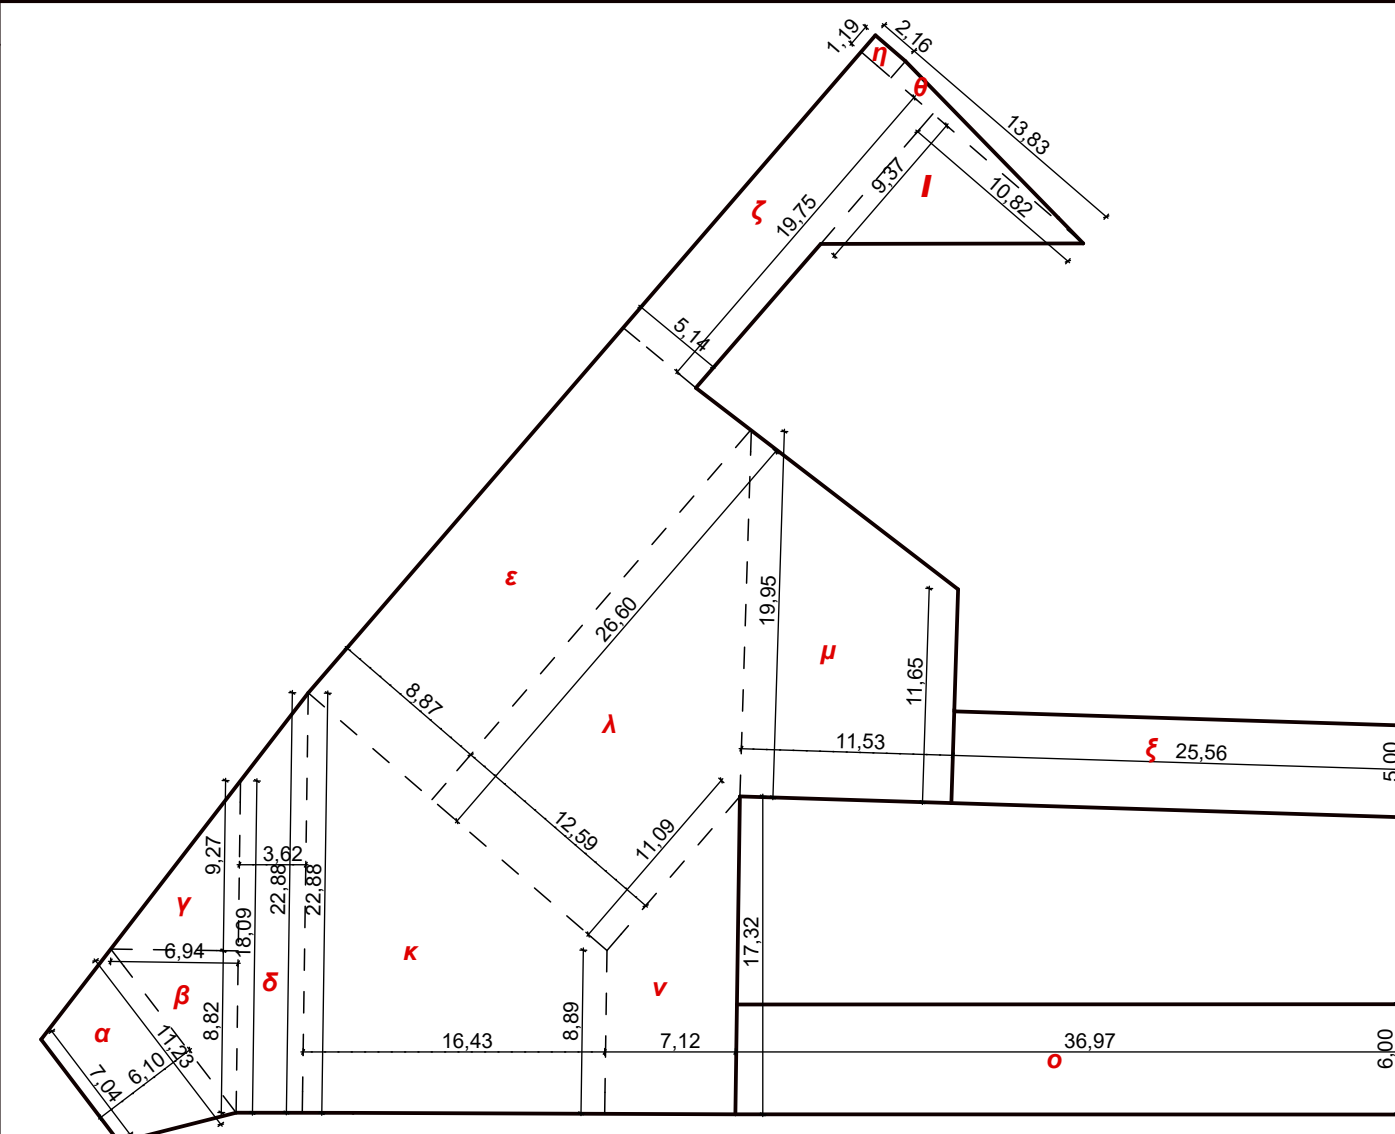 1,19
2,16
η
θ
13,83
9,37
I
10,82
ζ
19,75
5,14
ε
26,60
19,95
μ
11,65
8,87
λ
11,53
ξ
25,56
5,00
12,59
11,09
9,27
3,62
22,88
22,88
γ
18,09
17,32
6,94
κ
δ
β
ν
α
8,82
11,23
6,10
7,04
16,43
8,89
7,12
36,97
ο
6,00